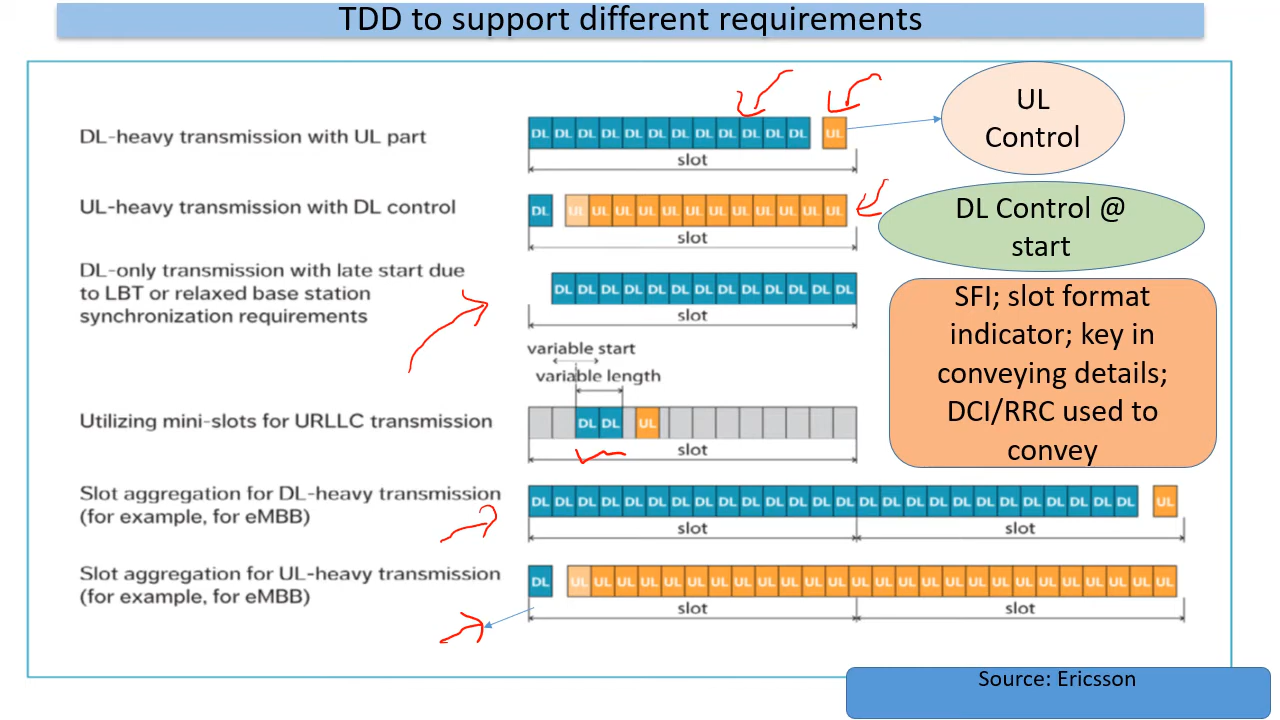 TDD to support different requirements
DL-heavy transmission with UL part
DL DL DL DL DL DL DL DL DL DL DL DL UL
slot
UL
Control
UL-heavy transmission with DL control
DL UL UL UL UL UL UL UL UL UL UL UL UL
slot
DL Control @
start
DL-only transmission with late start due
to LBT or relaxed base station
synchronization requirements
DL DL DL DL DL DL DL DL DL DL DL DL DL
slot
SFI; slot format
indicator; key in
conveying details;
DCI/RRC used to
convey
variable start
variable length
Utilizing mini-slots for URLLC transmission
DL DL UL
slot
Slot aggregation for DL-heavy transmission
(for example, for eMBB)
DL DL DL DL DL DL DL DL DL DL DL DL DL DL DL DL DL DL DL DL DL DL DL DL DL DL UL
slot slot
Slot aggregation for UL-heavy transmission
(for example, for eMBB)
DL UL UL UL UL UL UL UL UL UL UL UL UL UL UL UL UL UL UL UL UL UL UL UL UL UL UL
slot slot
Source: Ericsson